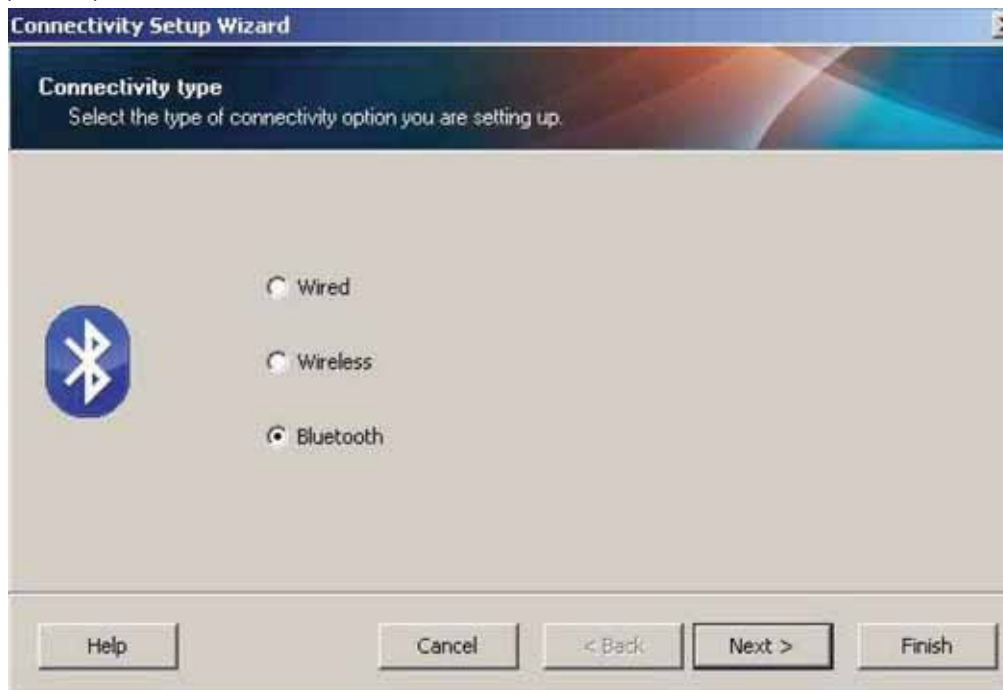 Connectivity Setup Wizard
Connectivity type
Select the type of connectivity option you are setting up.
Wired
Wireless
Bluetooth
Help
Cancel
< Back
Next >
Finish